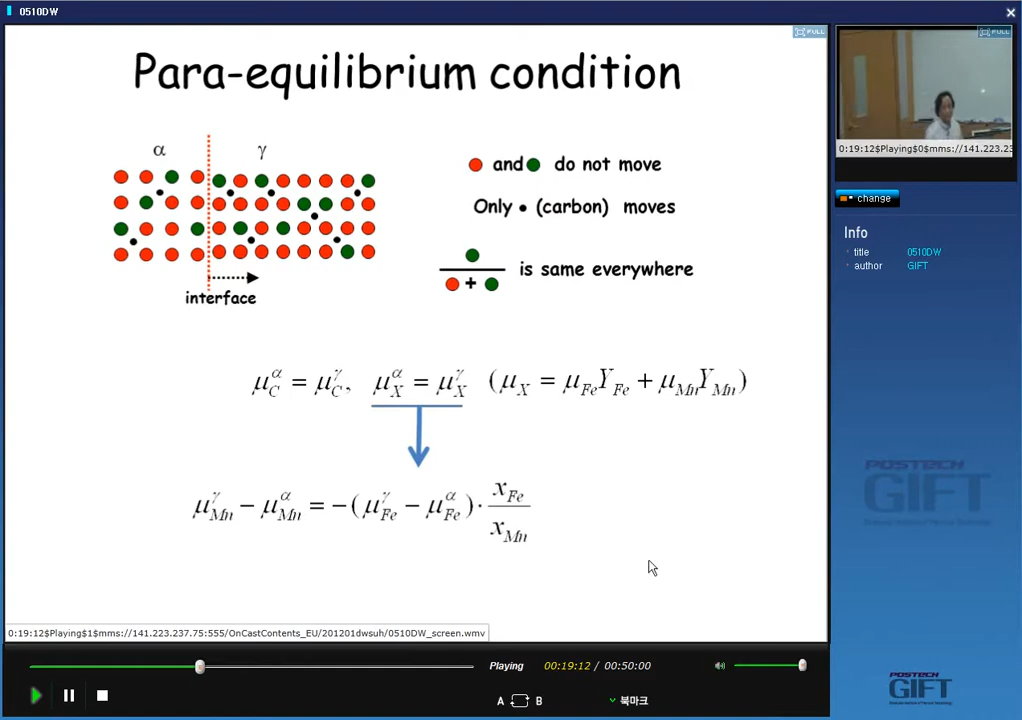 0510DW
FULL
Para-equilibrium condition
α γ
and do not move
Only • (carbon) moves
+ is same everywhere
interface
μ_C^α = μ_C^γ, μ_X^α = μ_X^γ (μ_X = μ_Fe Y_Fe + μ_Mn Y_Mn)
μ_Mn^γ − μ_Mn^α = −(μ_Fe^γ − μ_Fe^α) · x_Fe / x_Mn
0:19:12$Playing$1$mms://141.223.237.75:555/OnCastContents_EU/201201dwsuh/0510DW_screen.wmv
Playing 00:19:12 / 00:50:00
A B 북마크
FULL
0:19:12$Playing$0$mms://141.223.23
change
Info
title 0510DW
author GIFT
POSTECH
GIFT
POSTECH
GIFT